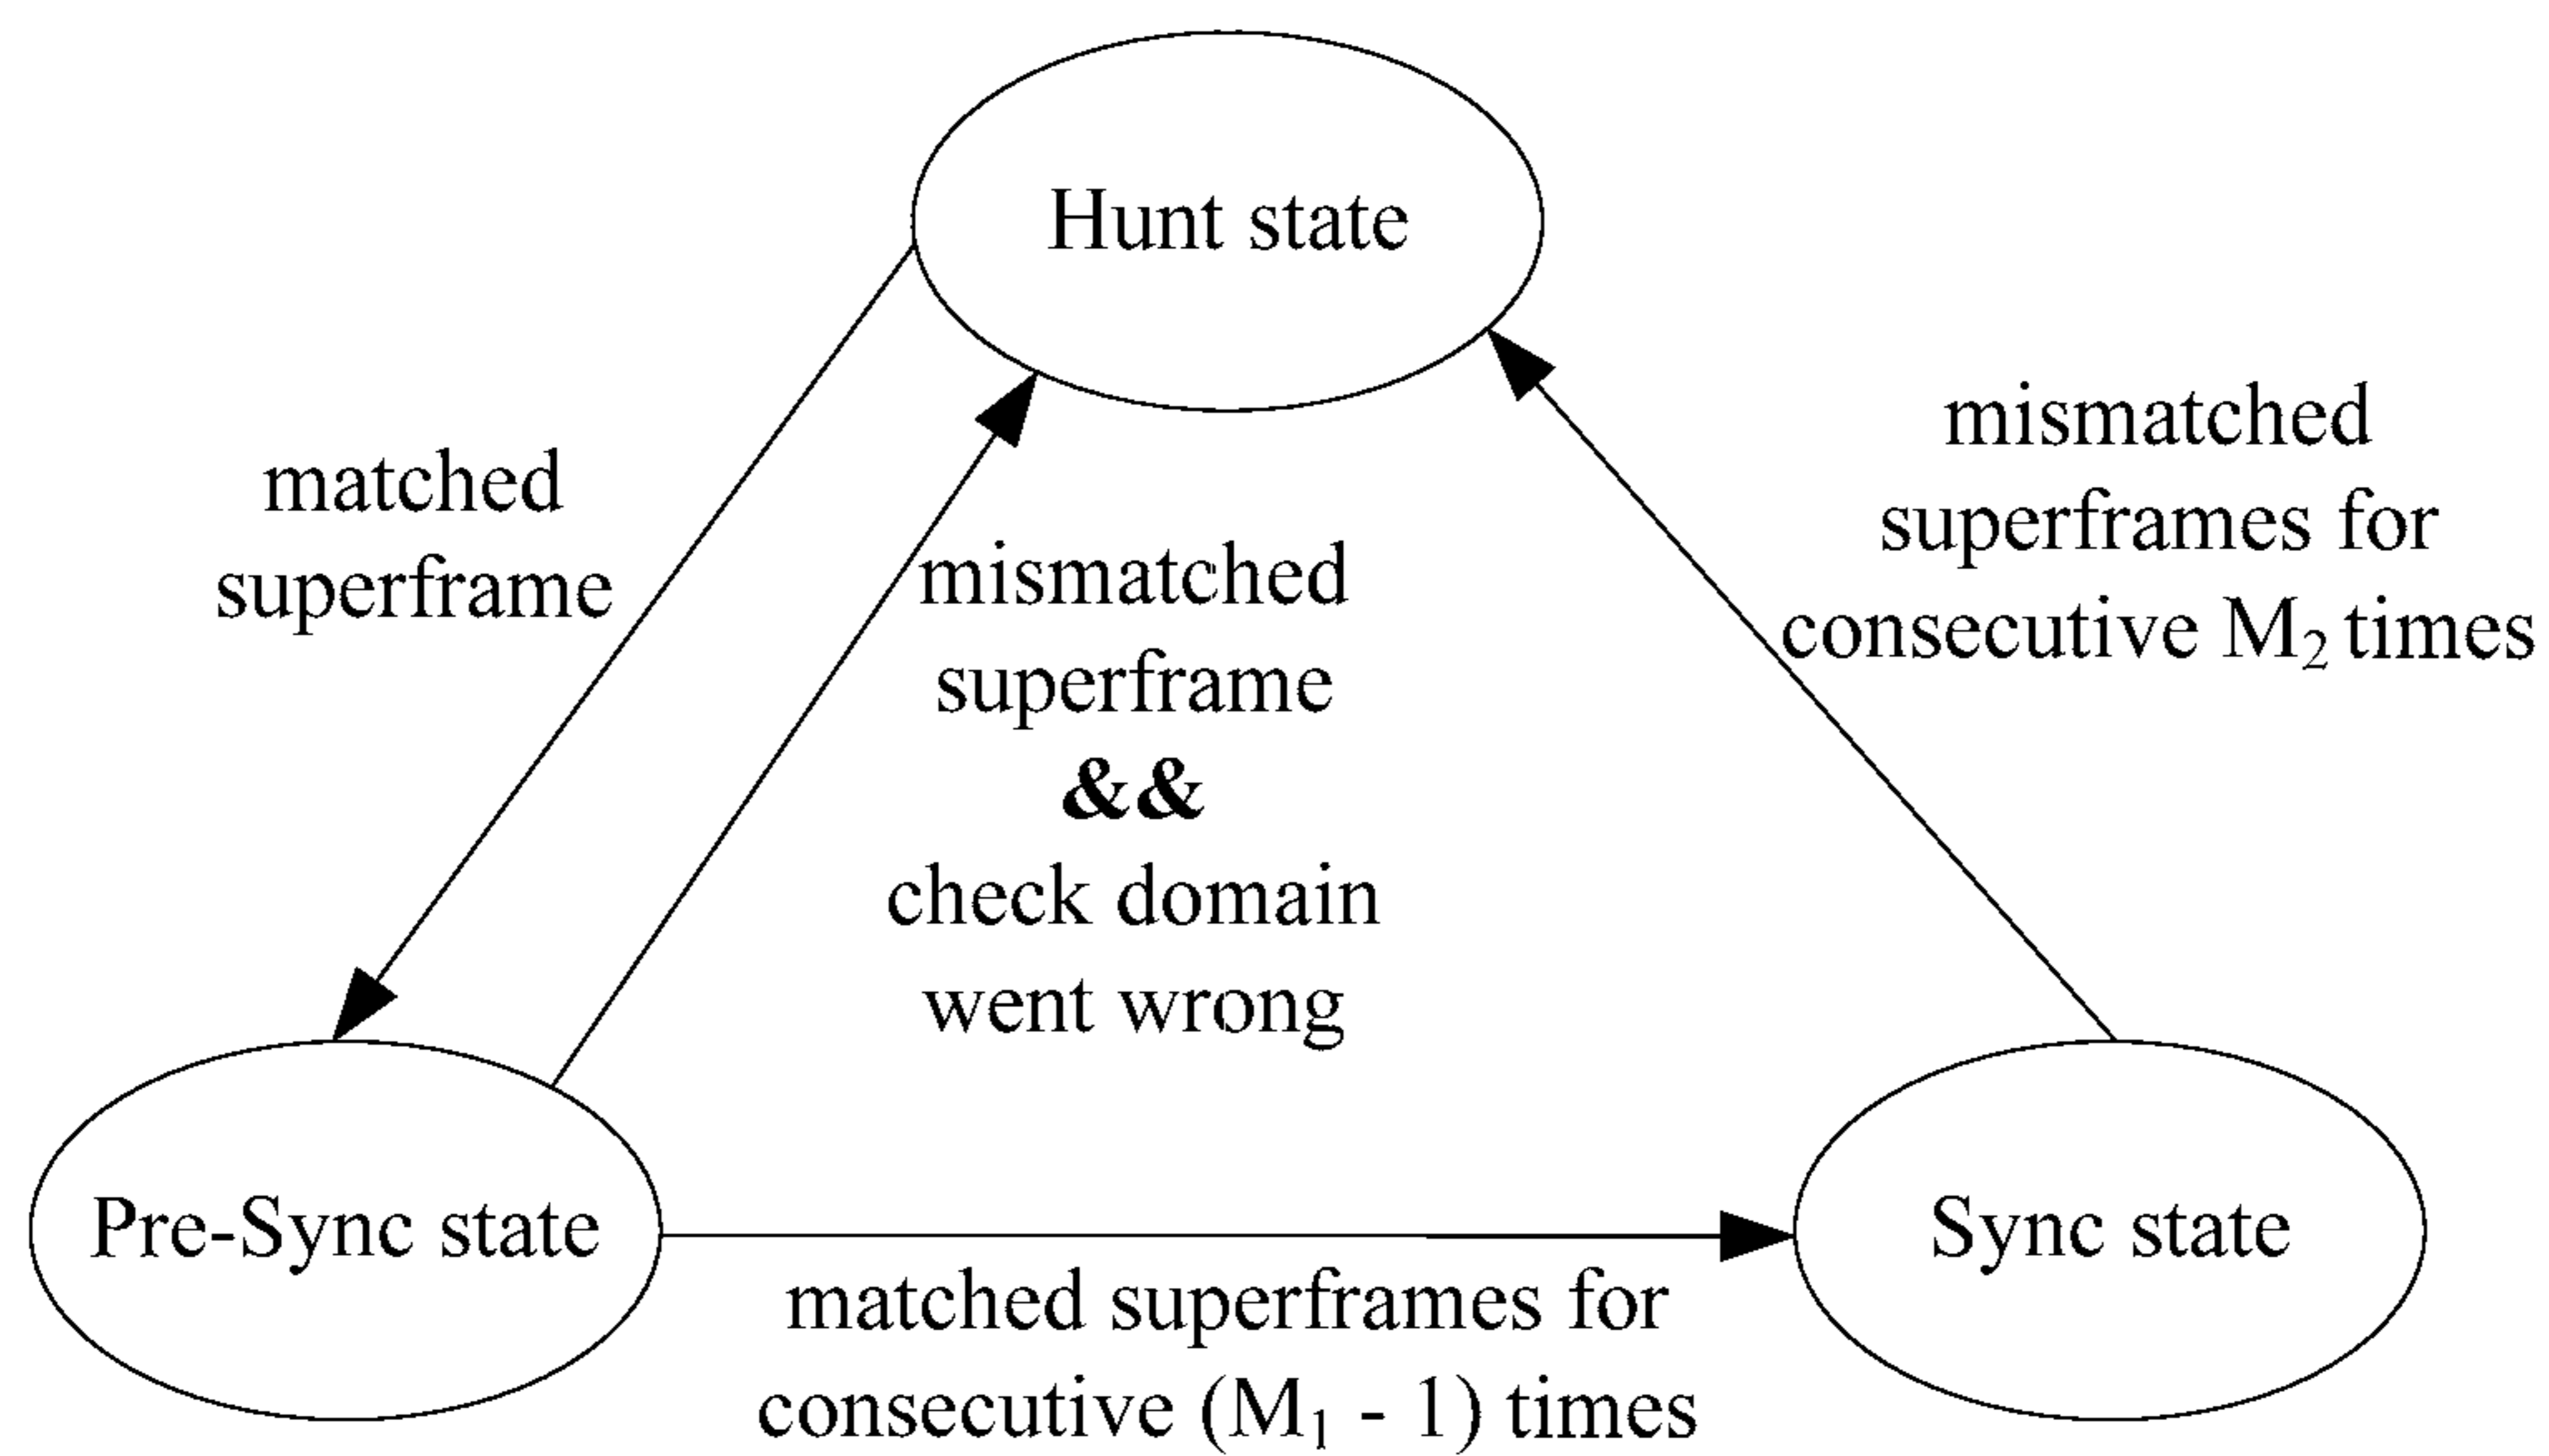 Hunt state
matched
superframe
mismatched
superframe
&&
check domain
went wrong
mismatched
superframes for
consecutive M₂ times
Pre-Sync state
Sync state
matched superframes for
consecutive (M₁ - 1) times